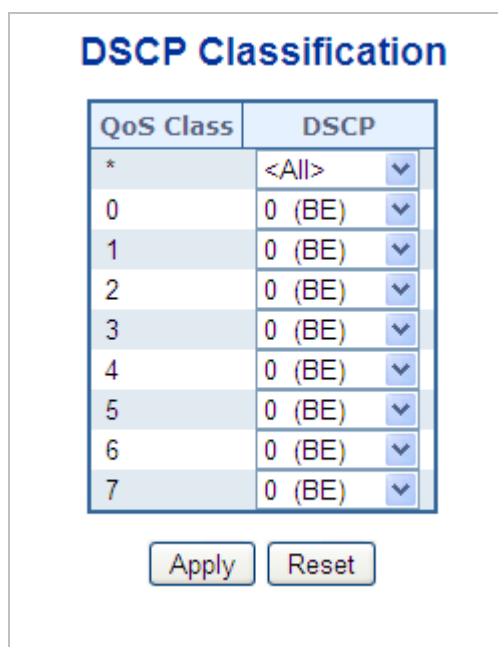 DSCP Classification
QoS Class DSCP
* <All>
0 0 (BE)
1 0 (BE)
2 0 (BE)
3 0 (BE)
4 0 (BE)
5 0 (BE)
6 0 (BE)
7 0 (BE)
Apply Reset